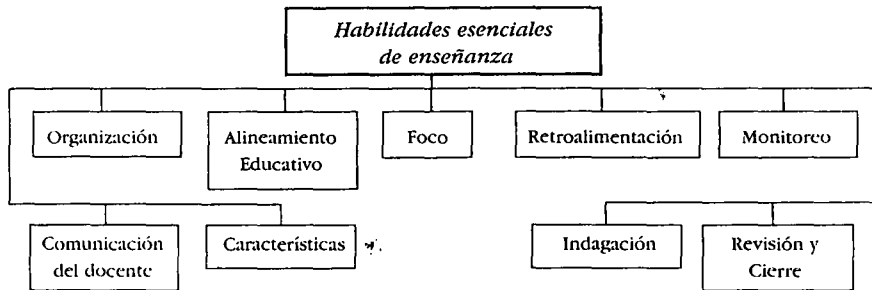 Habilidades esenciales
de enseñanza
Organización
Alineamiento
Educativo
Foco
Retroalimentación
Monitoreo
Comunicación
del docente
Características
Indagación
Revisión y
Cierre